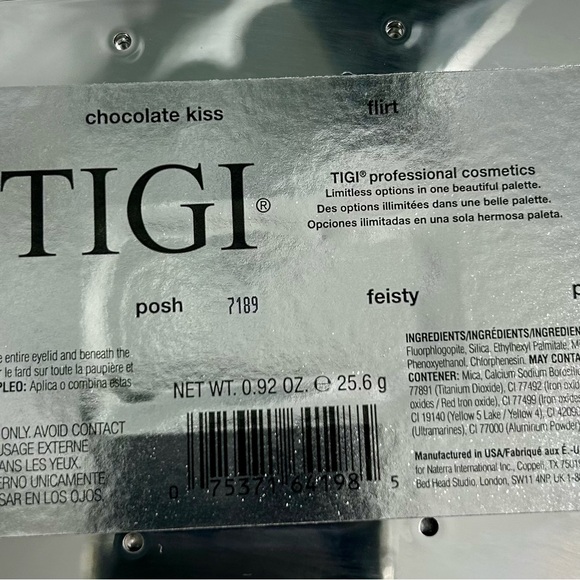 chocolate kiss
flirt
TIGI®
TIGI® professional cosmetics
Limitless options in one beautiful palette.
Des options illimitées dans une belle palette.
Opciones ilimitadas en una sola hermosa paleta.
posh
7189
feisty
p
e entire eyelid and beneath the
r le fard sur toute la paupière et
PLEO: Aplica o combina estas
NET WT. 0.92 OZ. ℮ 25.6 g
ONLY. AVOID CONTACT
USAGE EXTERNE
ANS LES YEUX.
ERNO UNICAMENTE
SAR EN LOS OJOS.
0 75371 64198 5
INGREDIENTS/INGRÉDIENTS/INGREDIEN
Fluorphlogopite, Silica, Ethylhexyl Palmitate, M
Phenoxyethanol, Chlorphenesin. MAY CONTA
CONTENER: Mica, Calcium Sodium Borosili
77891 (Titanium Dioxide), CI 77492 (Iron oxid
oxides / Red Iron oxide), CI 77499 (Iron oxides
CI 19140 (Yellow 5 Lake / Yellow 4), CI 4209
(Ultramarines), CI 77000 (Aluminum Powder)
Manufactured in USA/Fabriqué aux É.-U
for Naterra International Inc., Coppell, TX 7501
Bed Head Studio, London, SW11 4NP, UK 1-8